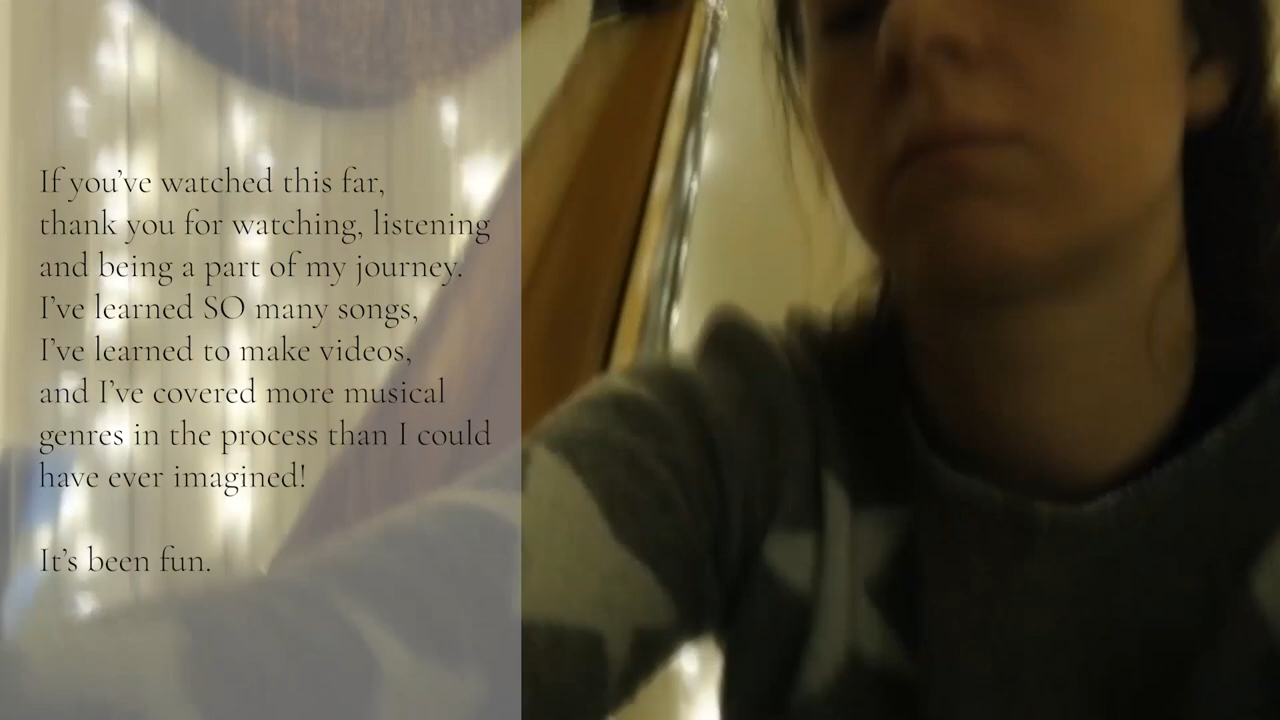 If you’ve watched this far,
thank you for watching, listening
and being a part of my journey.
I’ve learned SO many songs,
I’ve learned to make videos,
and I’ve covered more musical
genres in the process than I could
have ever imagined!
It’s been fun.